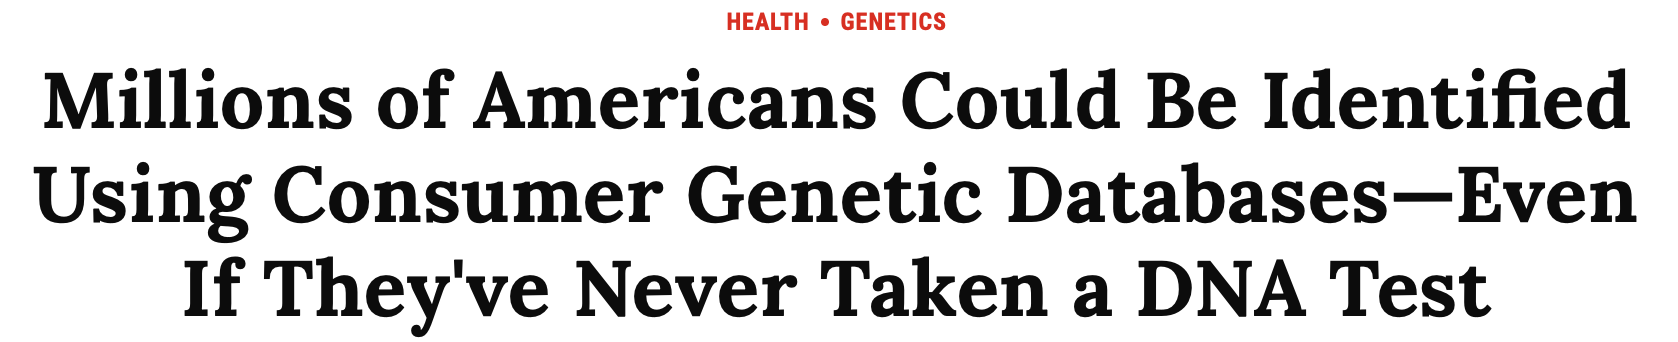 HEALTH • GENETICS
Millions of Americans Could Be Identified
Using Consumer Genetic Databases—Even
If They've Never Taken a DNA Test